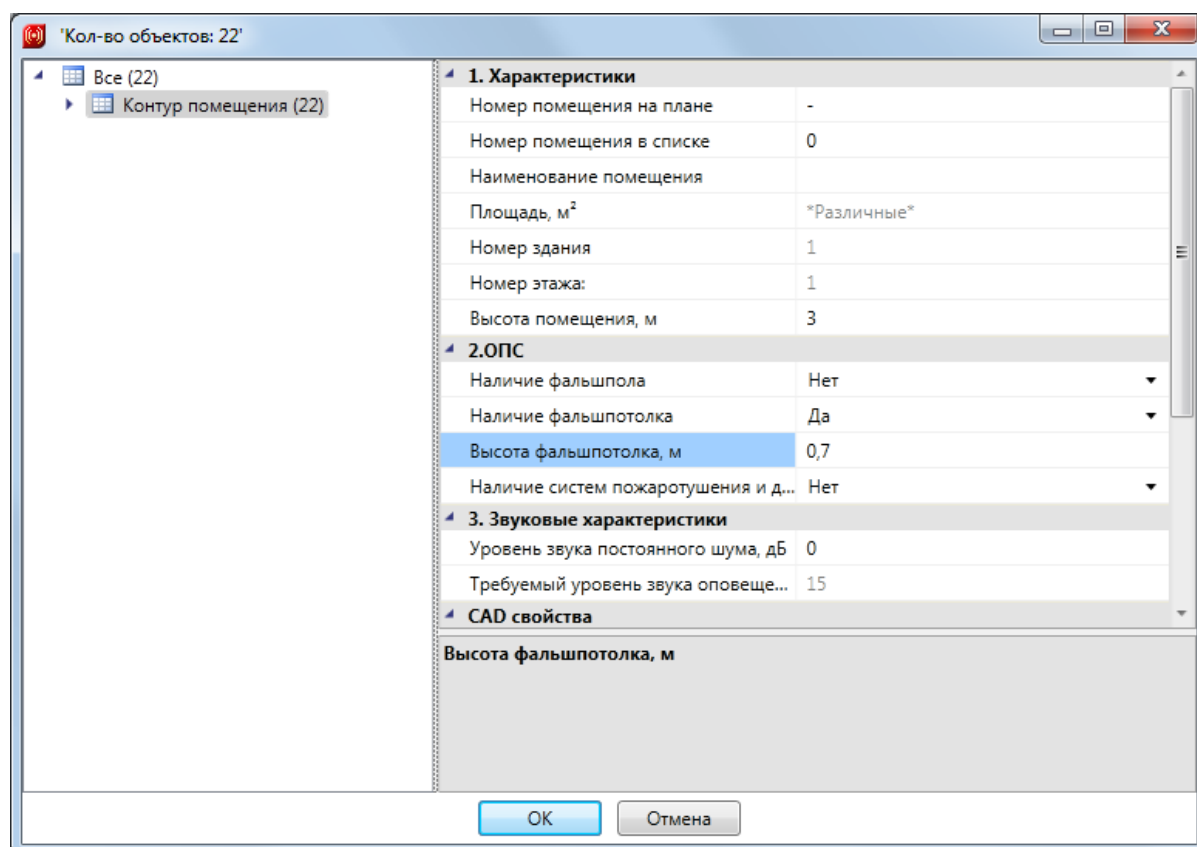 'Кол-во объектов: 22'
Все (22)
Контур помещения (22)
1. Характеристики
Номер помещения на плане -
Номер помещения в списке 0
Наименование помещения
Площадь, м² *Различные*
Номер здания 1
Номер этажа: 1
Высота помещения, м 3
2.ОПС
Наличие фальшпола Нет
Наличие фальшпотолка Да
Высота фальшпотолка, м 0,7
Наличие систем пожаротушения и д... Нет
3. Звуковые характеристики
Уровень звука постоянного шума, дБ 0
Требуемый уровень звука оповеще... 15
CAD свойства
Высота фальшпотолка, м
OK Отмена